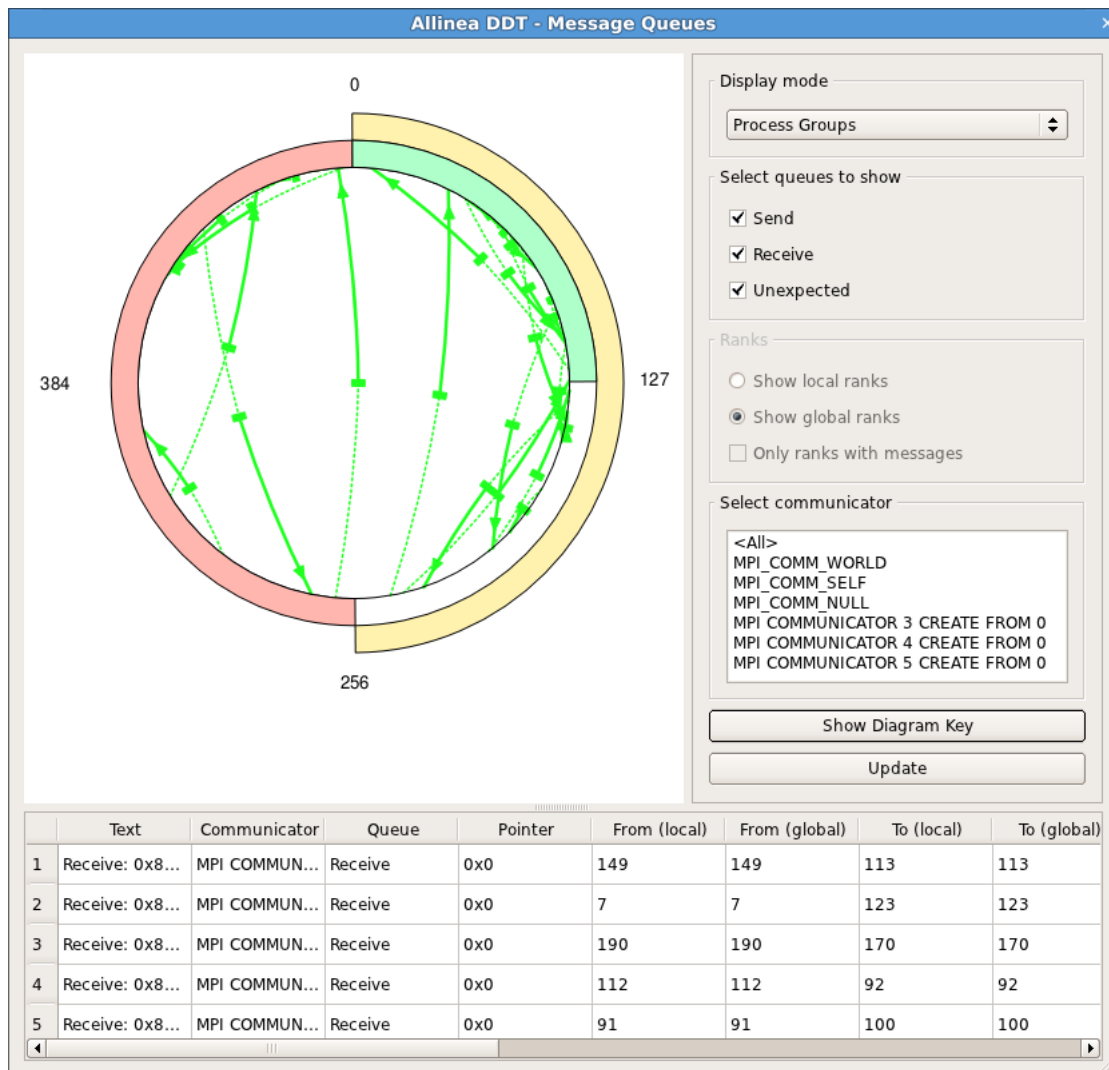 Allinea DDT - Message Queues
0
384
127
256
Display mode
Process Groups
Select queues to show
Send
Receive
Unexpected
Ranks
Show local ranks
Show global ranks
Only ranks with messages
Select communicator
<All>
MPI_COMM_WORLD
MPI_COMM_SELF
MPI_COMM_NULL
MPI COMMUNICATOR 3 CREATE FROM 0
MPI COMMUNICATOR 4 CREATE FROM 0
MPI COMMUNICATOR 5 CREATE FROM 0
Show Diagram Key
Update
Text Communicator Queue Pointer From (local) From (global) To (local) To (global)
1 Receive: 0x8... MPI COMMUN... Receive 0x0 149 149 113 113
2 Receive: 0x8... MPI COMMUN... Receive 0x0 7 7 123 123
3 Receive: 0x8... MPI COMMUN... Receive 0x0 190 190 170 170
4 Receive: 0x8... MPI COMMUN... Receive 0x0 112 112 92 92
5 Receive: 0x8... MPI COMMUN... Receive 0x0 91 91 100 100